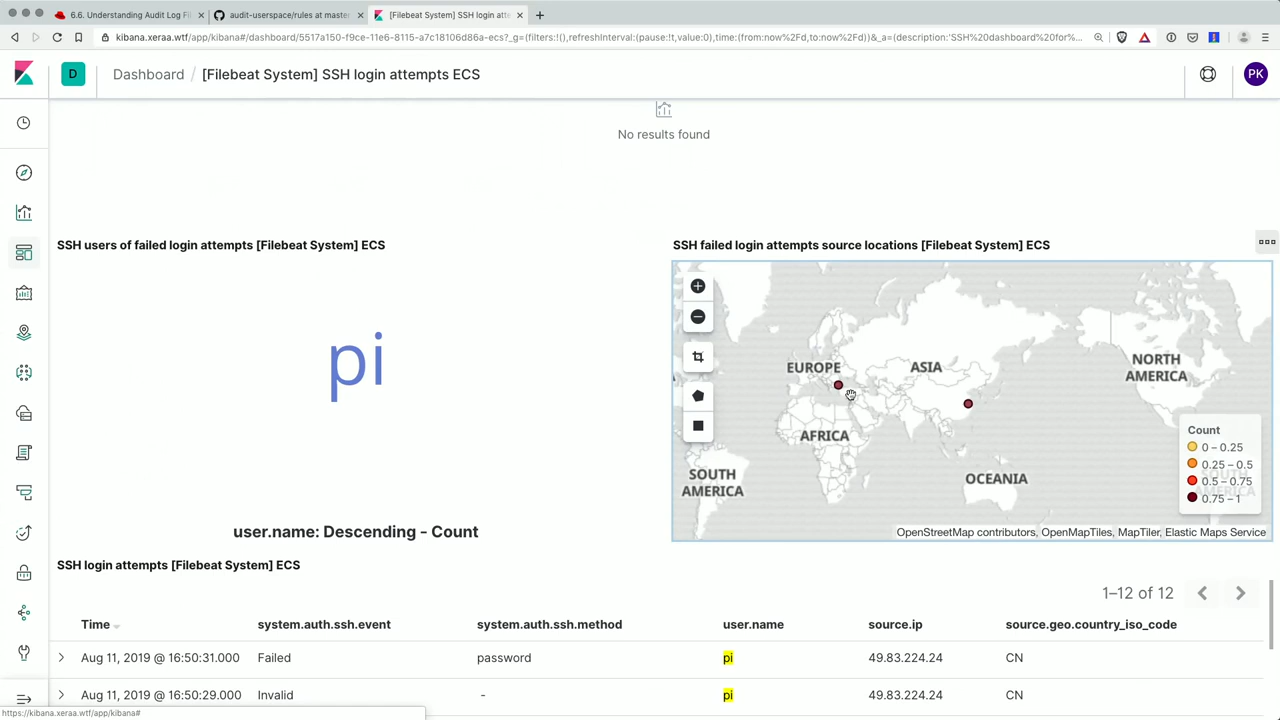 6.6. Understanding Audit Log Fi
audit-userspace/rules at maste
[Filebeat System] SSH login atte
kibana.xeraa.wtf/app/kibana#/dashboard/5517a150-f9ce-11e6-8115-a7c18106d86a-ecs?_g=(filters:!(),refreshInterval:(pause:!t,value:0),time:(from:now%2Fd,to:now%2Fd))&_a=(description:'SSH%20dashboard%20for%...
D
Dashboard / [Filebeat System] SSH login attempts ECS
PK
No results found
SSH users of failed login attempts [Filebeat System] ECS
pi
user.name: Descending - Count
SSH failed login attempts source locations [Filebeat System] ECS
EUROPE
ASIA
NORTH
AMERICA
AFRICA
SOUTH
AMERICA
OCEANIA
SOUTH
AMERICA
Count
0 – 0.25
0.25 – 0.5
0.5 – 0.75
0.75 – 1
OpenStreetMap contributors, OpenMapTiles, MapTiler, Elastic Maps Service
SSH login attempts [Filebeat System] ECS
1–12 of 12
Time system.auth.ssh.event system.auth.ssh.method user.name source.ip source.geo.country_iso_code
Aug 11, 2019 @ 16:50:31.000 Failed password pi 49.83.224.24 CN
Aug 11, 2019 @ 16:50:29.000 Invalid - pi 49.83.224.24 CN
https://kibana.xeraa.wtf/app/kibana#